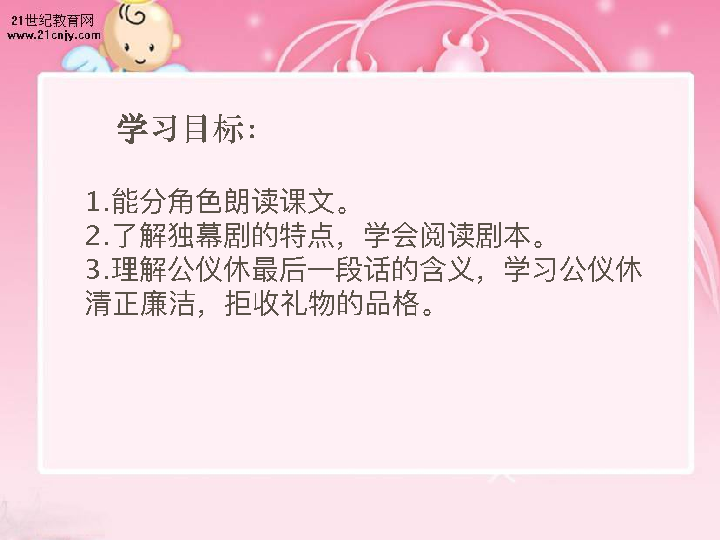 21世纪教育网
www.21cnjy.com
学习目标：
1.能分角色朗读课文。
2.了解独幕剧的特点，学会阅读剧本。
3.理解公仪休最后一段话的含义，学习公仪休
清正廉洁，拒收礼物的品格。